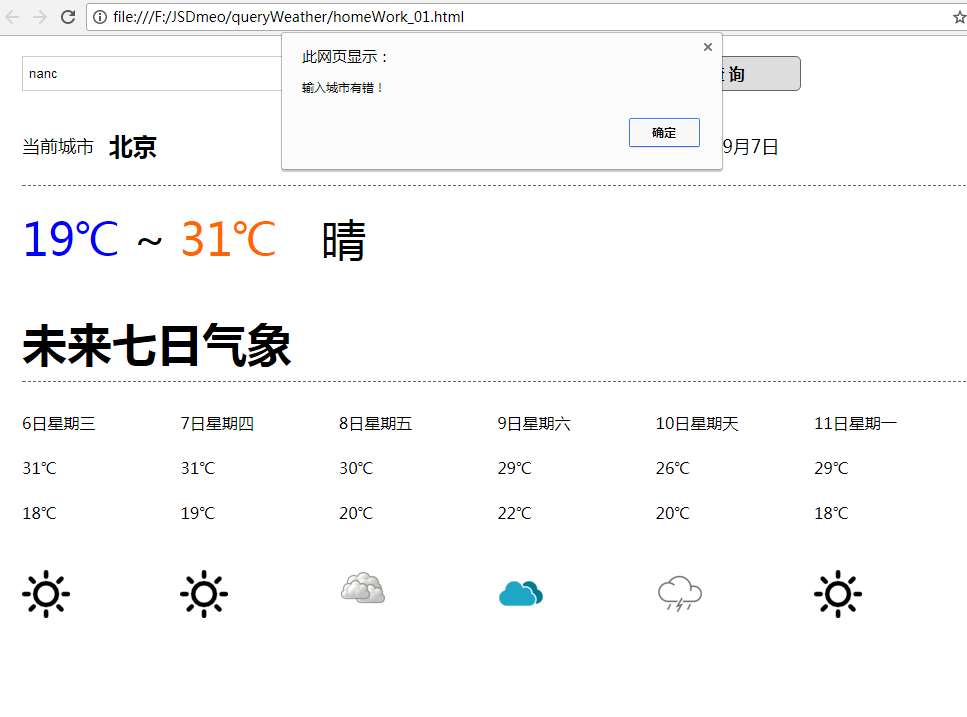 file:///F:/JSDmeo/queryWeather/homeWork_01.html
此网页显示：
nanc
询
输入城市有错！
确定
当前城市 北京
9月7日
19℃ ~ 31℃ 晴
未来七日气象
6日星期三 7日星期四 8日星期五 9日星期六 10日星期天 11日星期一
31℃ 31℃ 30℃ 29℃ 26℃ 29℃
18℃ 19℃ 20℃ 22℃ 20℃ 18℃